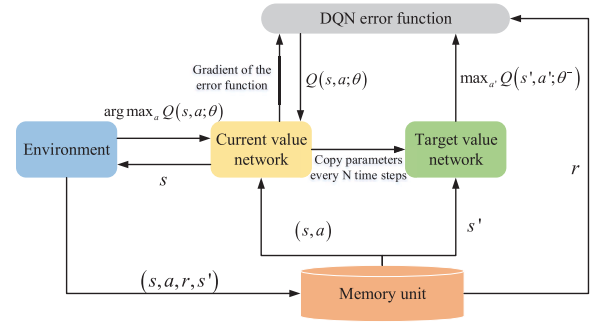 DQN error function
Gradient of the
error function
Q(s,a;θ)
max_{a'} Q(s',a';θ⁻)
arg max_a Q(s,a;θ)
Environment
Current value
network
Target value
network
Copy parameters
every N time steps
s
r
(s,a)
s'
(s,a,r,s')
Memory unit